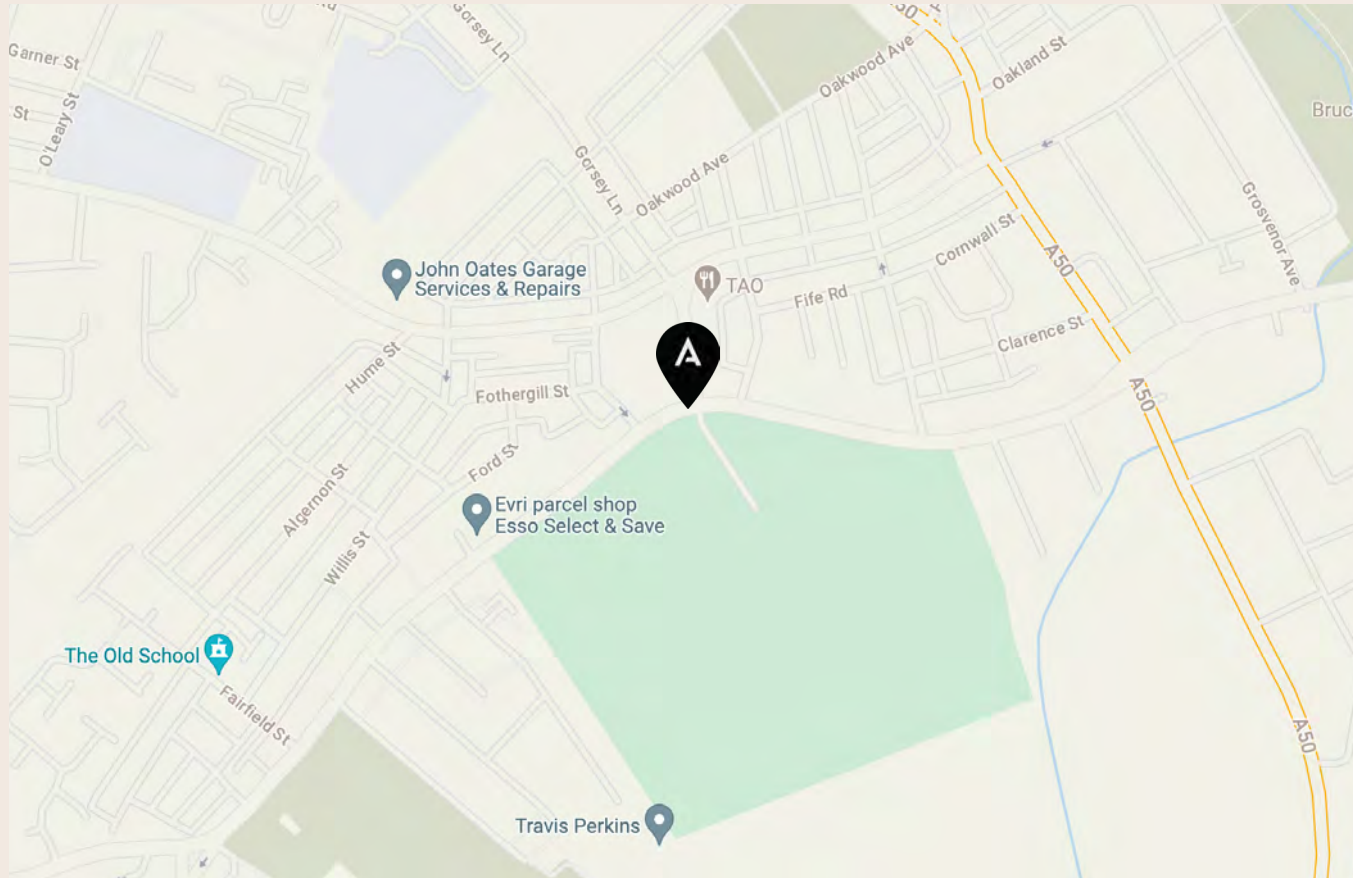 Gorsey Ln
A50
Garner St
St
O'Leary St
Oakwood Ave
Oakland St
Bruc
Gorsey Ln
Oakwood Ave
Grosvenor Ave
Cornwall St
A50
John Oates Garage
Services & Repairs
TAO
Fife Rd
Clarence St
A
Hume St
Fothergill St
A50
Ford St
Algernon St
Evri parcel shop
Esso Select & Save
Willis St
The Old School
Fairfield St
A50
Travis Perkins